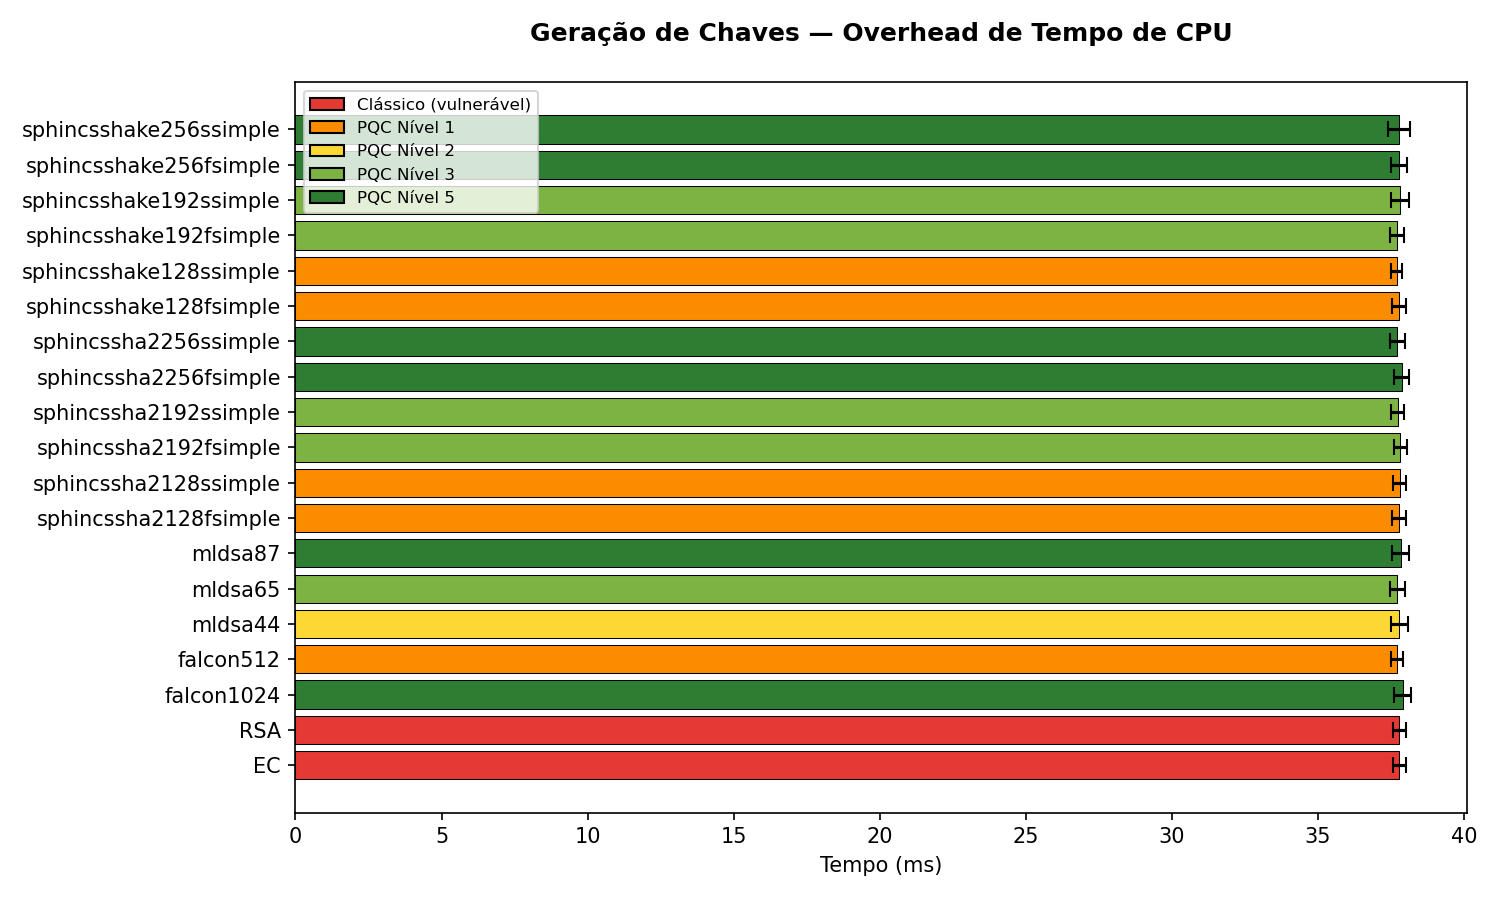 Geração de Chaves — Overhead de Tempo de CPU
Clássico (vulnerável)
PQC Nível 1
PQC Nível 2
PQC Nível 3
PQC Nível 5
sphincsshake256ssimple
sphincsshake256fsimple
sphincsshake192ssimple
sphincsshake192fsimple
sphincsshake128ssimple
sphincsshake128fsimple
sphincssha2256ssimple
sphincssha2256fsimple
sphincssha2192ssimple
sphincssha2192fsimple
sphincssha2128ssimple
sphincssha2128fsimple
mldsa87
mldsa65
mldsa44
falcon512
falcon1024
RSA
EC
0 5 10 15 20 25 30 35 40
Tempo (ms)